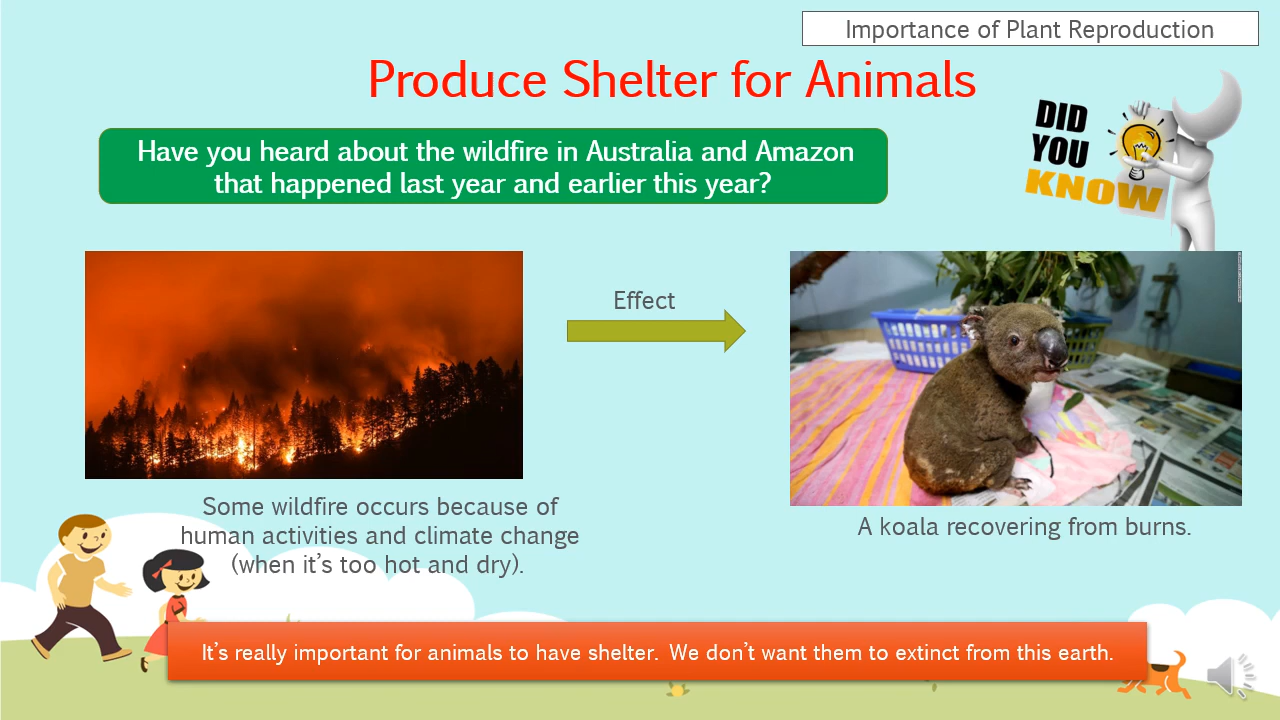 Importance of Plant Reproduction
Produce Shelter for Animals
DID
YOU
KNOW
Have you heard about the wildfire in Australia and Amazon
that happened last year and earlier this year?
Effect
Some wildfire occurs because of
human activities and climate change
(when it's too hot and dry).
A koala recovering from burns.
It's really important for animals to have shelter. We don't want them to extinct from this earth.